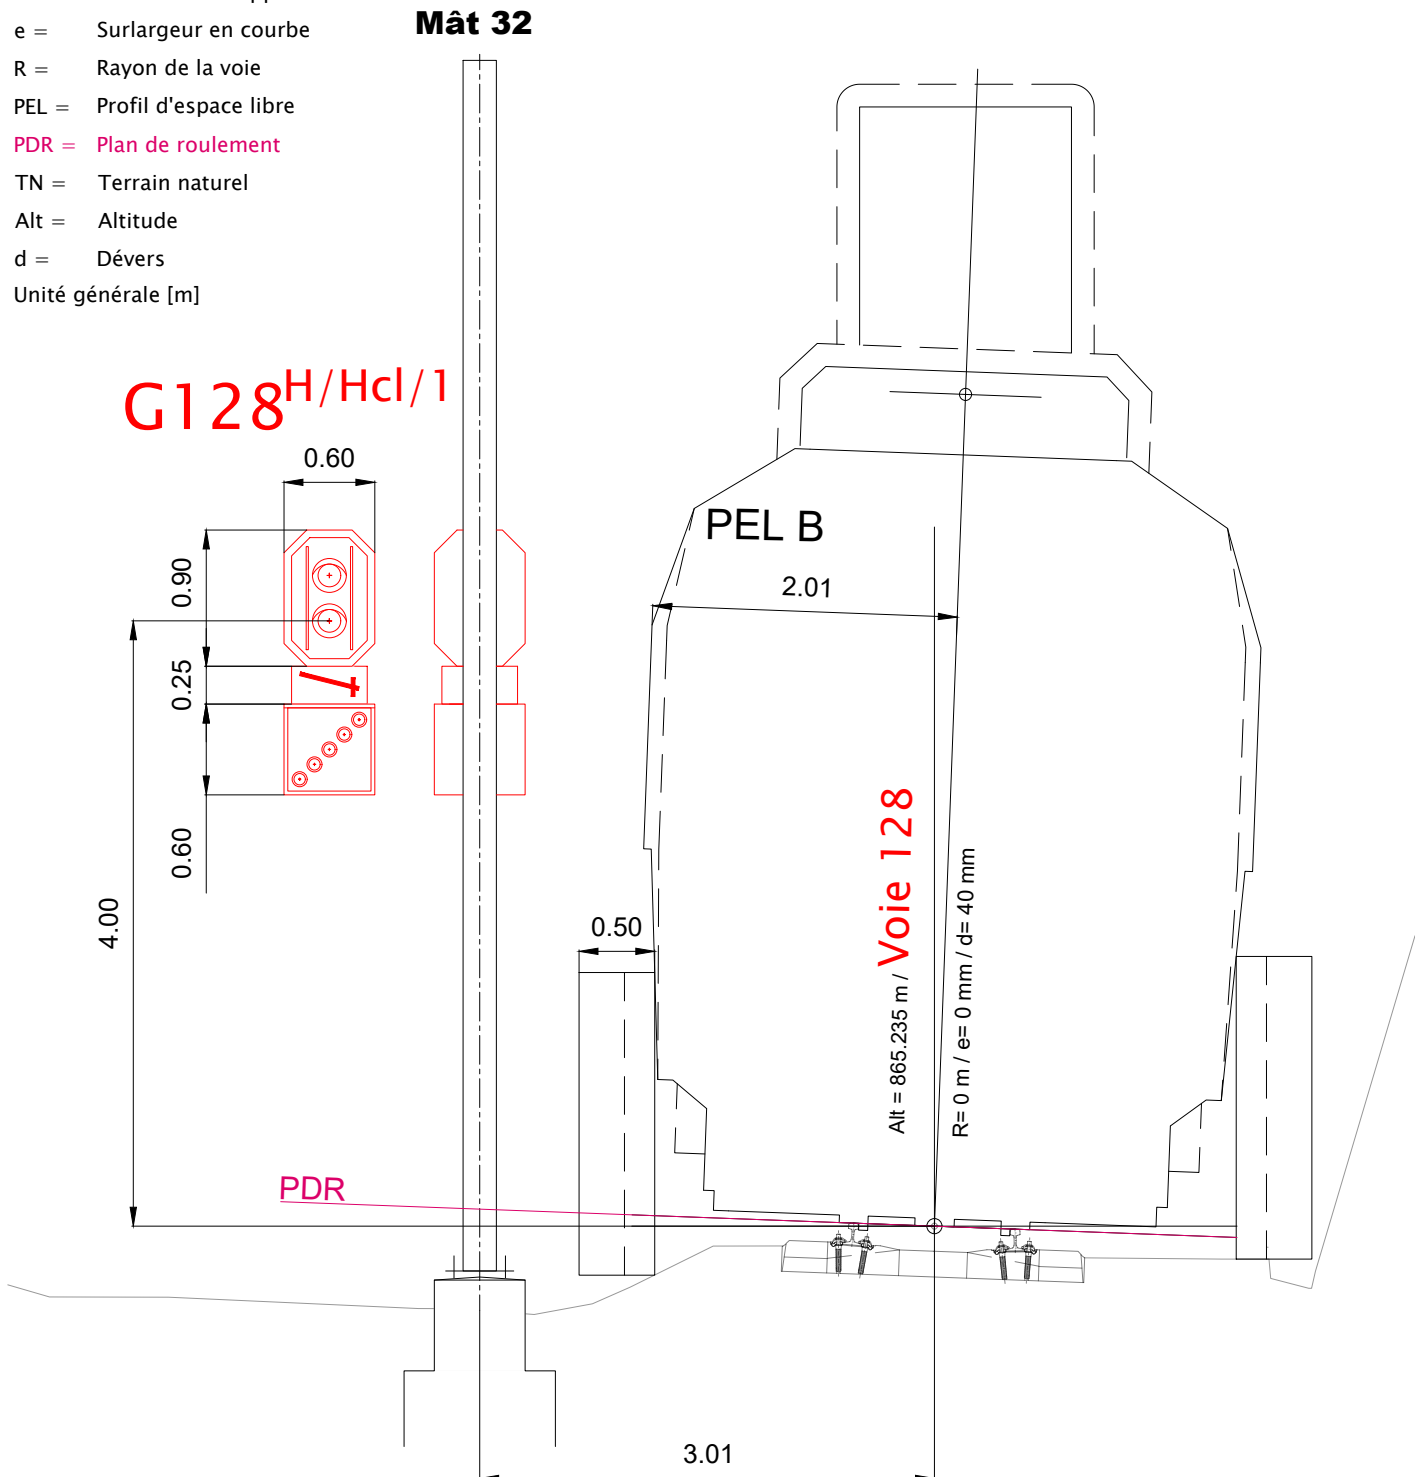 e = Surlargeur en courbe
R = Rayon de la voie
PEL = Profil d'espace libre
PDR = Plan de roulement
TN = Terrain naturel
Alt = Altitude
d = Dévers
Unité générale [m]
Mât 32
G128H/Hcl/1
0.60
0.90
0.25
0.60
4.00
PEL B
2.01
0.50
Alt = 865.235 m / Voie 128
R= 0 m / e= 0 mm / d= 40 mm
PDR
3.01